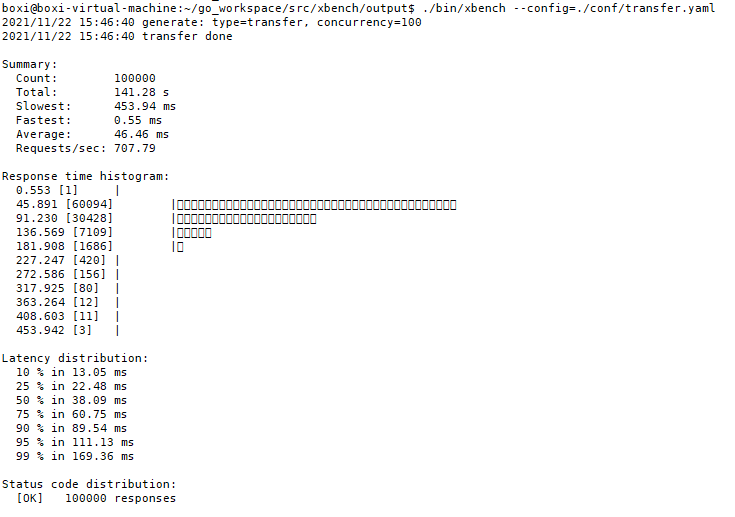 boxi@boxi-virtual-machine:~/go_workspace/src/xbench/output$ ./bin/xbench --config=./conf/transfer.yaml
2021/11/22 15:46:40 generate: type=transfer, concurrency=100
2021/11/22 15:46:40 transfer done

Summary:
  Count:        100000
  Total:        141.28 s
  Slowest:      453.94 ms
  Fastest:      0.55 ms
  Average:      46.46 ms
  Requests/sec: 707.79

Response time histogram:
  0.553 [1]     |
  45.891 [60094]        |▯▯▯▯▯▯▯▯▯▯▯▯▯▯▯▯▯▯▯▯▯▯▯▯▯▯▯▯▯▯▯▯▯▯▯▯▯▯▯▯
  91.230 [30428]        |▯▯▯▯▯▯▯▯▯▯▯▯▯▯▯▯▯▯▯▯
  136.569 [7109]        |▯▯▯▯▯
  181.908 [1686]        |▯
  227.247 [420] |
  272.586 [156] |
  317.925 [80]  |
  363.264 [12]  |
  408.603 [11]  |
  453.942 [3]   |

Latency distribution:
  10 % in 13.05 ms
  25 % in 22.48 ms
  50 % in 38.09 ms
  75 % in 60.75 ms
  90 % in 89.54 ms
  95 % in 111.13 ms
  99 % in 169.36 ms

Status code distribution:
  [OK]   100000 responses